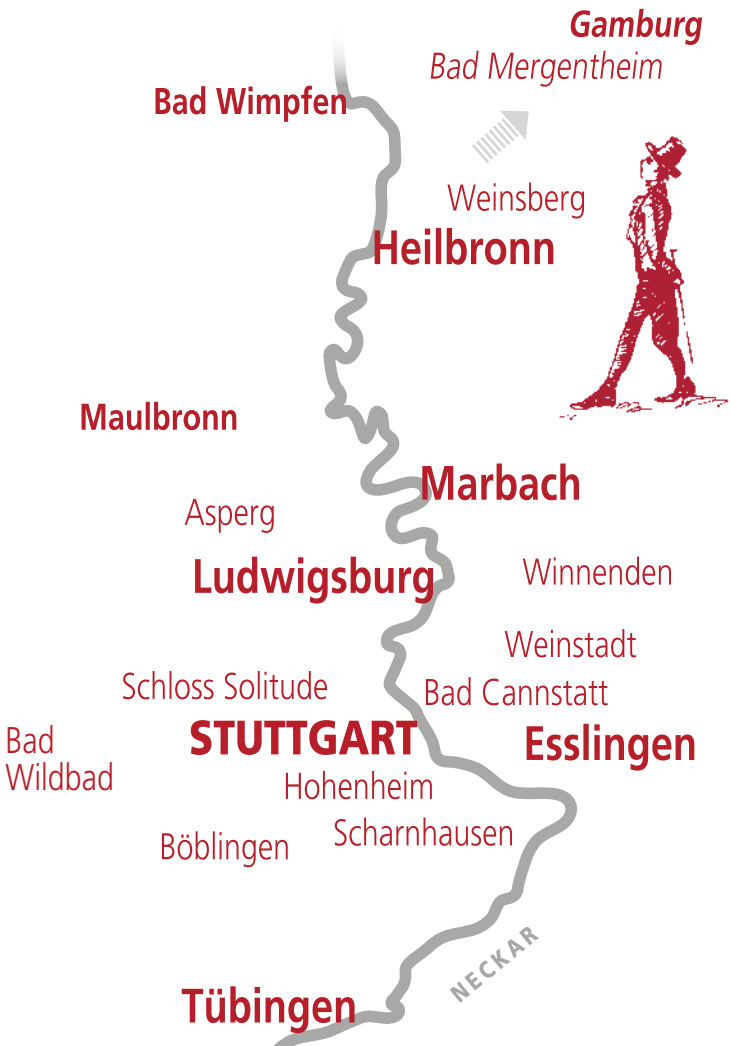 Gamburg
Bad Mergentheim
Bad Wimpfen
Weinsberg
Heilbronn
Maulbronn
Marbach
Asperg
Ludwigsburg
Winnenden
Weinstadt
Schloss Solitude
Bad Cannstatt
STUTTGART
Esslingen
Bad
Wildbad
Hohenheim
Scharnhausen
Böblingen
NECKAR
Tübingen